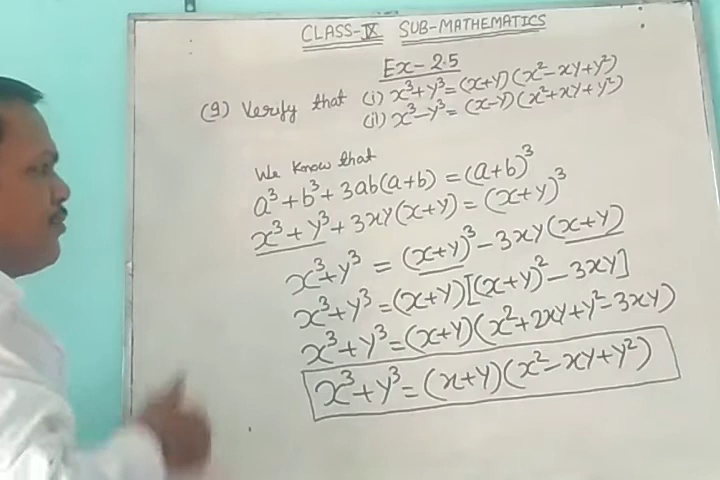 CLASS-IX SUB-MATHEMATICS
Ex-2.5
(9) Verify that (i) x³+y³=(x+y)(x²-xy+y²)
(ii) x³-y³=(x-y)(x²+xy+y²)
We Know that
a³+b³+3ab(a+b)=(a+b)³
x³+y³+3xy(x+y)=(x+y)³
x³+y³=(x+y)³-3xy(x+y)
x³+y³=(x+y)[(x+y)²-3xy]
x³+y³=(x+y)(x²+2xy+y²-3xy)
x³+y³=(x+y)(x²-xy+y²)